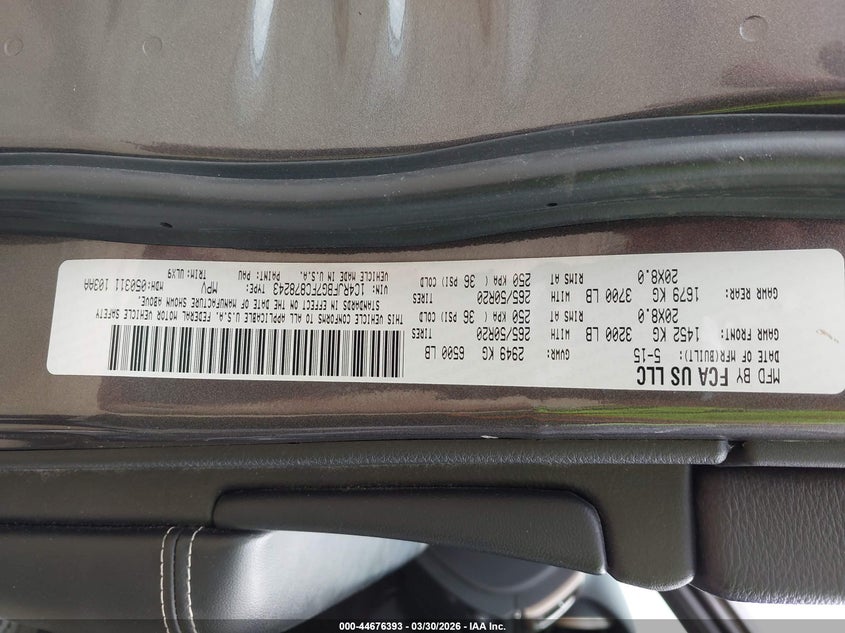 MFD BY FCA US LLC
DATE OF MFR(BUILT): 5-15 GVWR: 2949 KG 6500 LB
GAWR FRONT: 1452 KG 3200 LB WITH 265/50R20 TIRES
20X8.0 RIMS AT 250 KPA ( 36 PSI) COLD
GAWR REAR: 1679 KG 3700 LB WITH 265/50R20 TIRES
20X8.0 RIMS AT 250 KPA ( 36 PSI) COLD
THIS VEHICLE CONFORMS TO ALL APPLICABLE U.S.A. FEDERAL MOTOR VEHICLE SAFETY
STANDARDS IN EFFECT ON THE DATE OF MANUFACTURE SHOWN ABOVE.
VIN: 1C4RJFBG7FC878243 TYPE: MPV MDH: 050311 103AA
VEHICLE MADE IN U.S.A. PAINT: PAU TRIM: ULX9
000-44676393 — 03/30/2026 — IAA Inc.